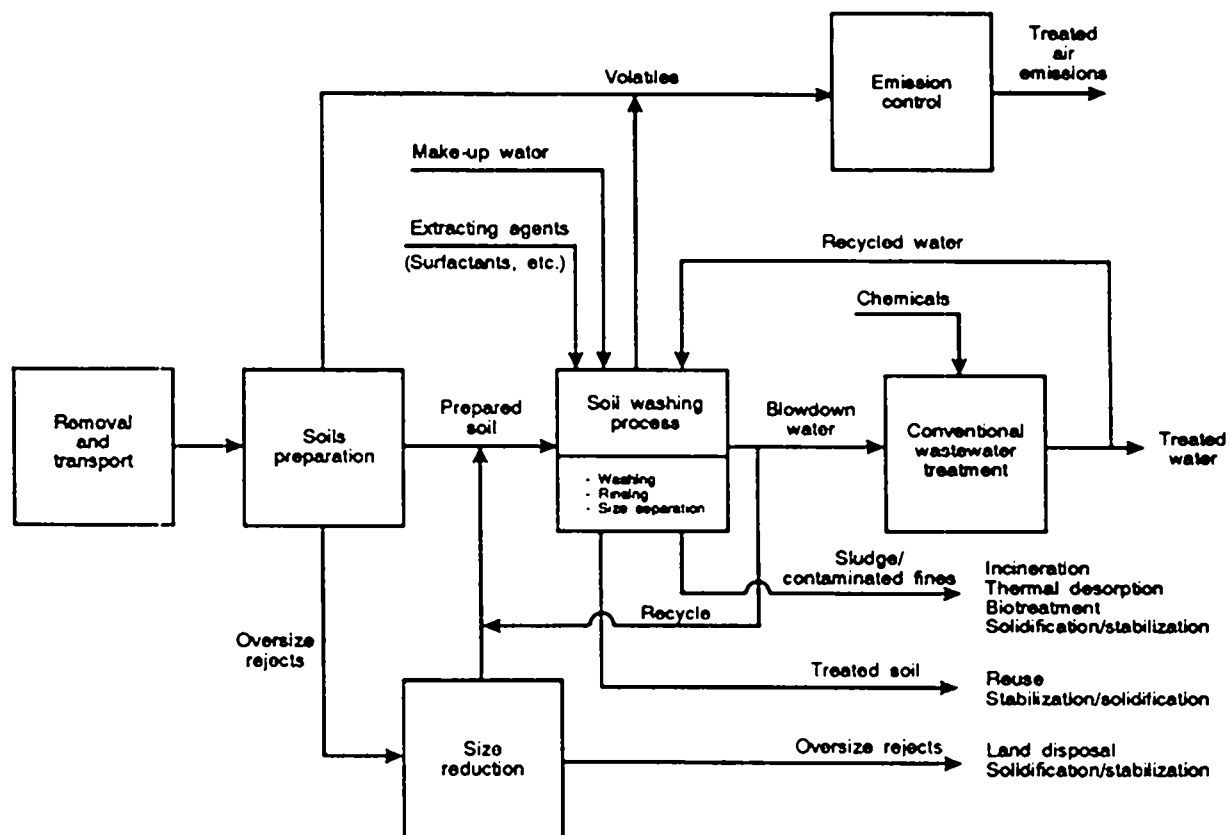 Treated
air
emissions
Emission
control
Volatiles
Make-up wator
Extracting agents
(Surfactants, etc.)
Recycled water
Chemicals
Removal
and
transport
Soils
preparation
Prepared
soil
Soil washing
process
- Washing
- Rinsing
- Size separation
Blowdown
water
Conventional
wastewater
treatment
Treated
water
Sludge/
contaminated fines
Incineration
Thermal desorption
Biotreatment
Solidification/stabilization
Recycle
Oversize
rejects
Treated soil
Reuse
Stabilization/solidification
Size
reduction
Oversize rejects
Land disposal
Solidification/stabilization